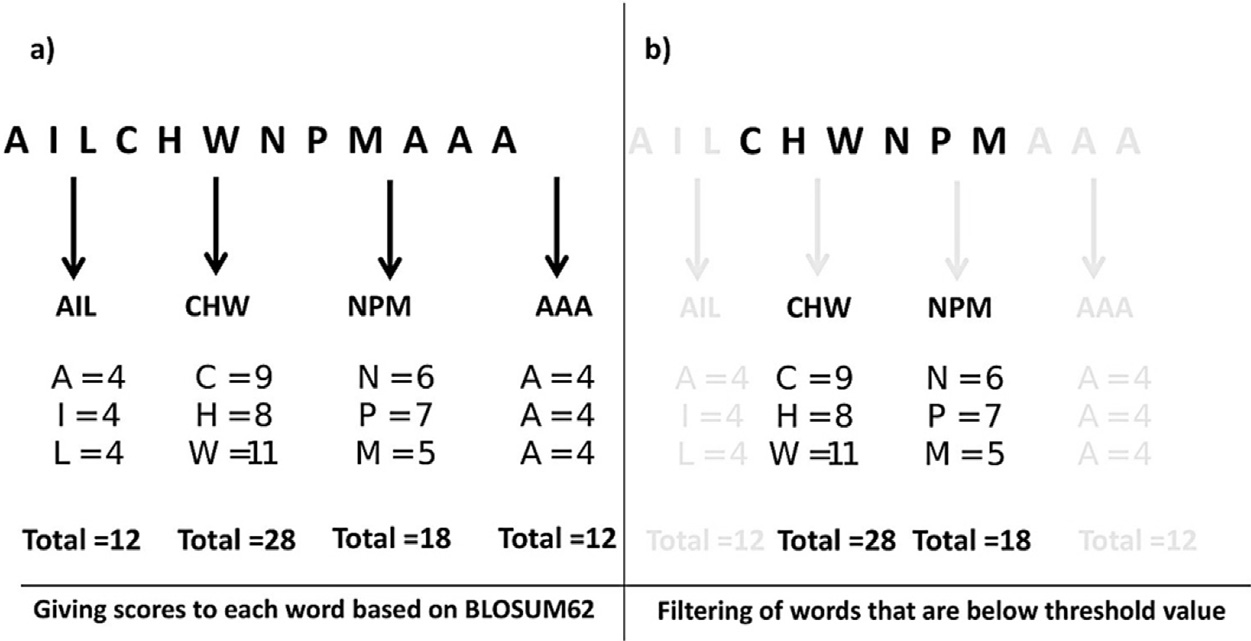 a)
A I L C H W N P M A A A
AIL CHW NPM AAA
A =4 C =9 N =6 A =4
I =4 H =8 P =7 A =4
L =4 W =11 M =5 A =4
Total =12 Total =28 Total =18 Total =12
Giving scores to each word based on BLOSUM62
b)
A I L C H W N P M A A A
AIL CHW NPM AAA
A =4 C =9 N =6 A =4
I =4 H =8 P =7 A =4
L =4 W =11 M =5 A =4
Total =12 Total =28 Total =18 Total =12
Filtering of words that are below threshold value